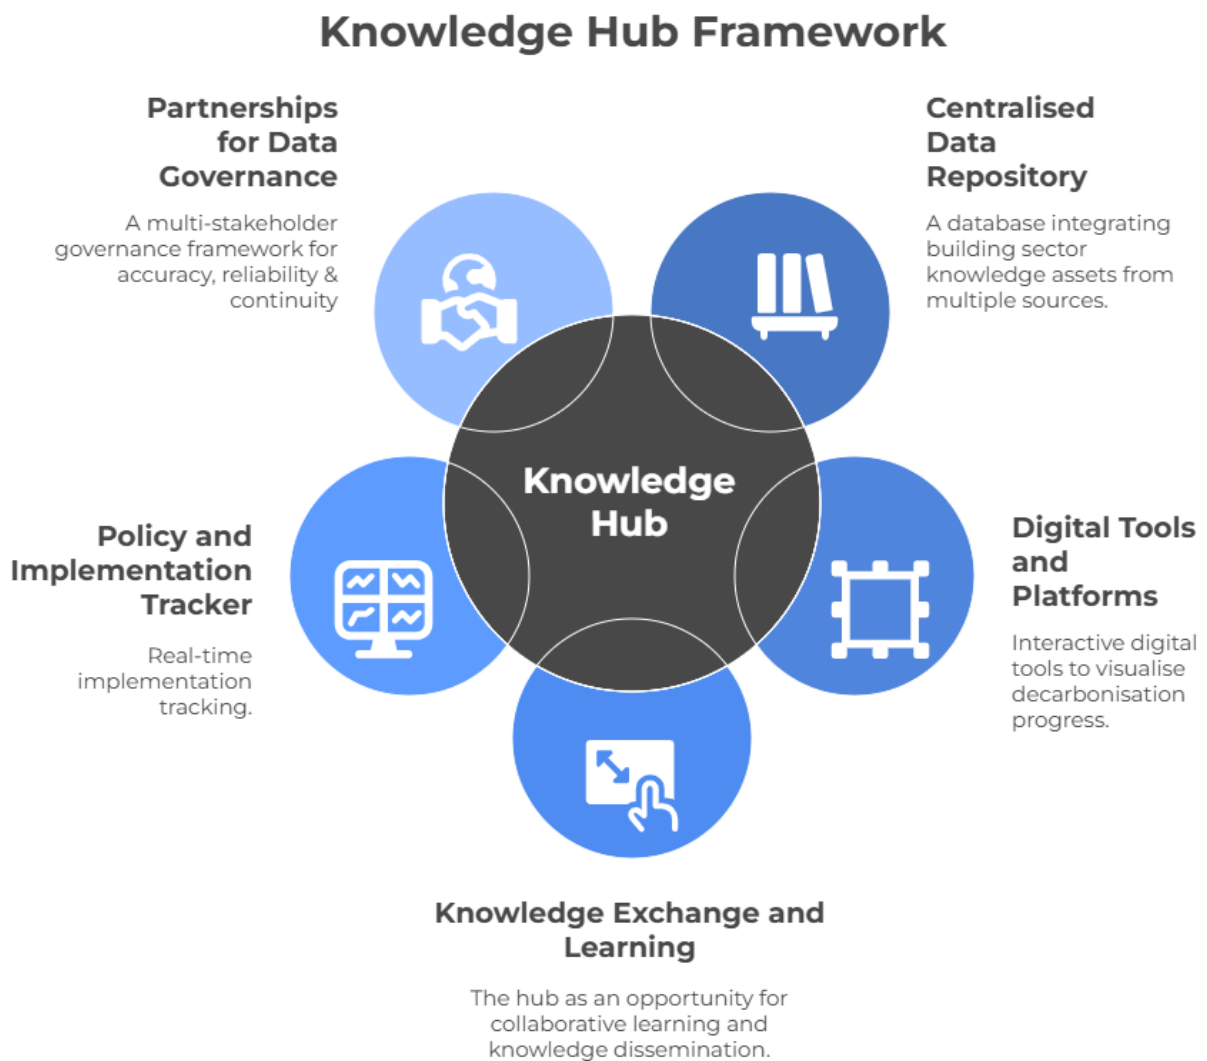 Knowledge Hub Framework
Partnerships
for Data
Governance
A multi-stakeholder
governance framework for
accuracy, reliability &
continuity
Centralised
Data
Repository
A database integrating
building sector
knowledge assets from
multiple sources.
Knowledge
Hub
Policy and
Implementation
Tracker
Real-time
implementation
tracking.
Digital Tools
and
Platforms
Interactive digital
tools to visualise
decarbonisation
progress.
Knowledge Exchange and
Learning
The hub as an opportunity for
collaborative learning and
knowledge dissemination.